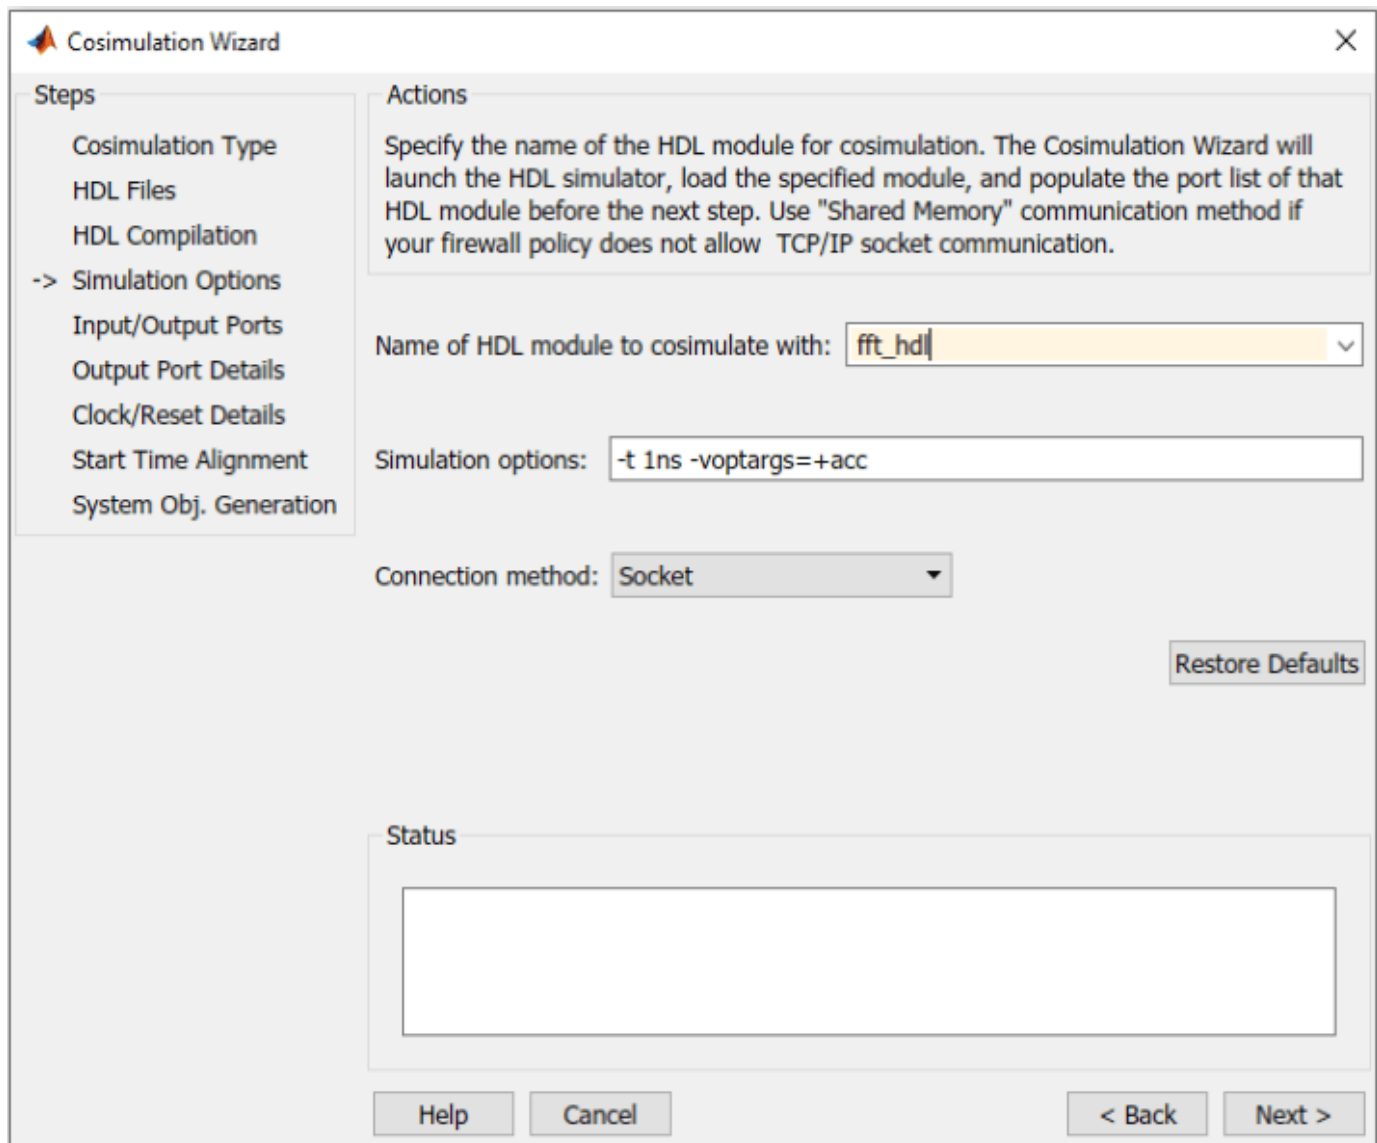 Cosimulation Wizard
Steps
Cosimulation Type
HDL Files
HDL Compilation
-> Simulation Options
Input/Output Ports
Output Port Details
Clock/Reset Details
Start Time Alignment
System Obj. Generation
Actions
Specify the name of the HDL module for cosimulation. The Cosimulation Wizard will
launch the HDL simulator, load the specified module, and populate the port list of that
HDL module before the next step. Use "Shared Memory" communication method if
your firewall policy does not allow  TCP/IP socket communication.
Name of HDL module to cosimulate with: fft_hdl
Simulation options: -t 1ns -voptargs=+acc
Connection method: Socket
Restore Defaults
Status
Help Cancel < Back Next >